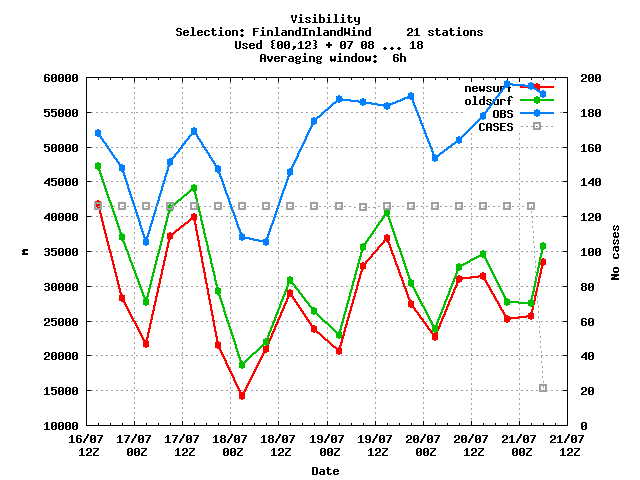 Visibility
Selection: FinlandInlandWind 21 stations
Used {00,12} + 07 08 ... 18
Averaging window: 6h
60000
55000
50000
45000
40000
35000
30000
25000
20000
15000
10000
m
200
180
160
140
120
100
80
60
40
20
0
No cases
newsurf
oldsurf
OBS
CASES
16/07 17/07 17/07 18/07 18/07 19/07 19/07 20/07 20/07 21/07 21/07
12Z 00Z 12Z 00Z 12Z 00Z 12Z 00Z 12Z 00Z 12Z
Date